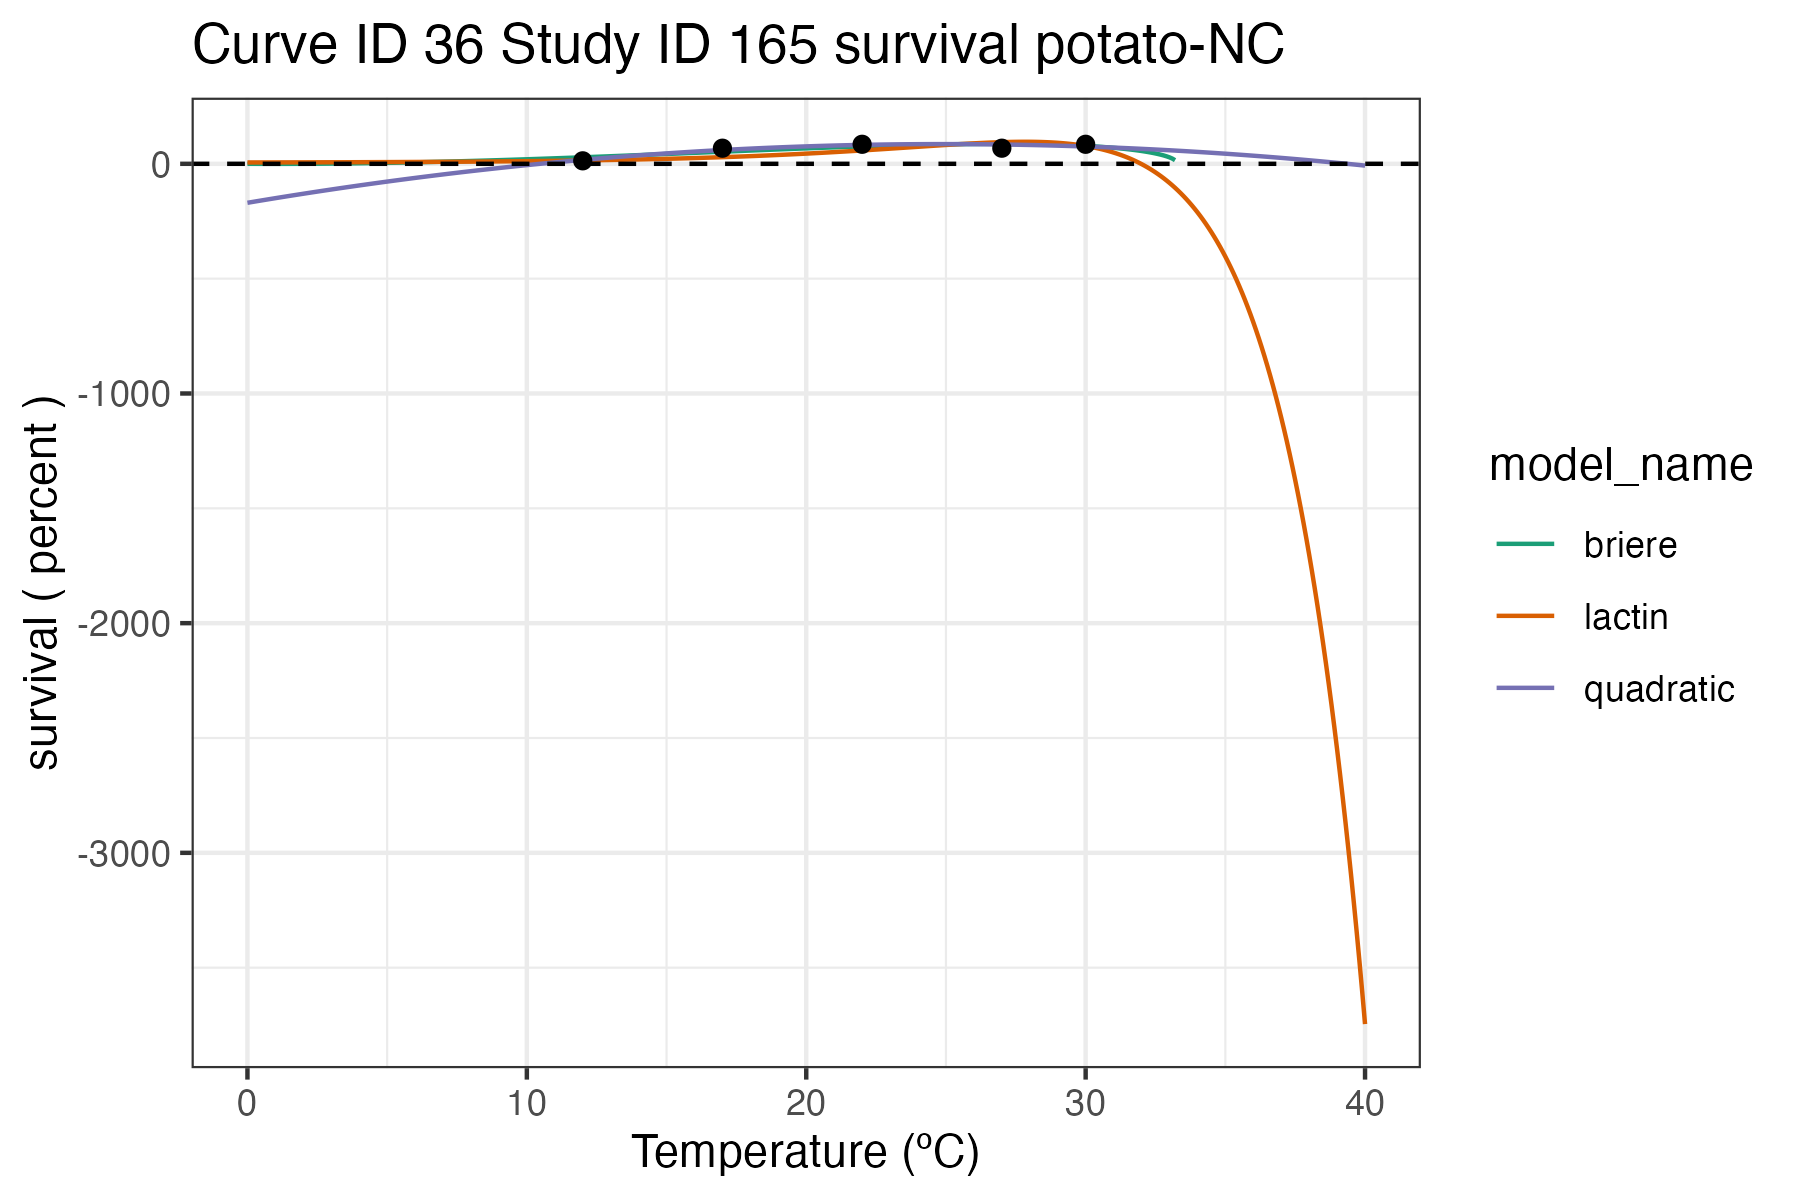 Curve ID 36 Study ID 165 survival potato-NC
0
-1000
-2000
-3000
survival ( percent )
0 10 20 30 40
Temperature (ºC)
model_name
briere
lactin
quadratic